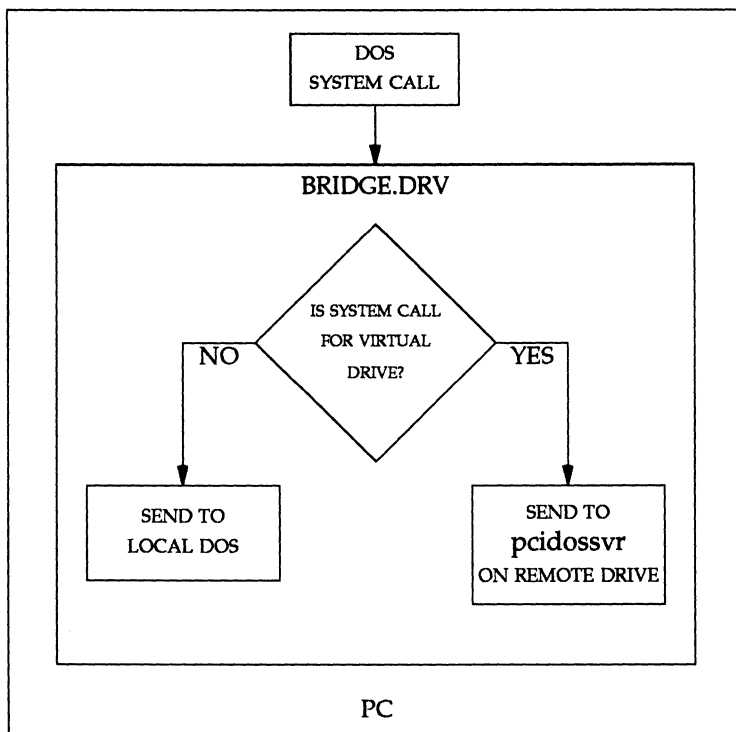 DOS
SYSTEM CALL
BRIDGE.DRV
IS SYSTEM CALL
FOR VIRTUAL
DRIVE?
NO
YES
SEND TO
LOCAL DOS
SEND TO
pcidossvr
ON REMOTE DRIVE
PC